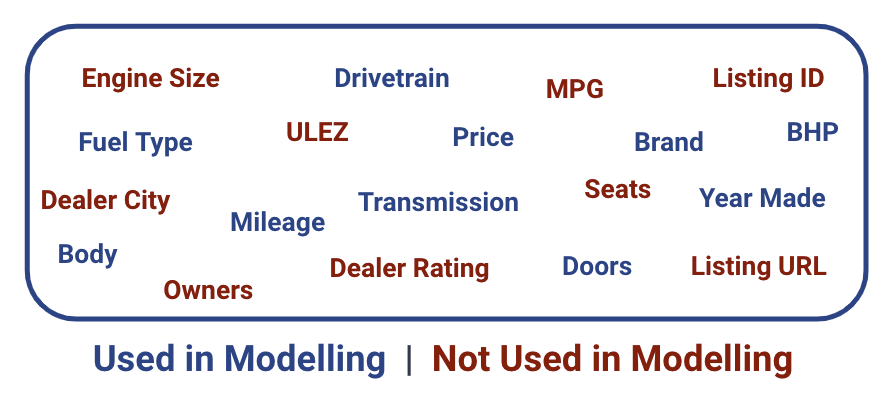 Engine Size Drivetrain MPG Listing ID
Fuel Type ULEZ Price Brand BHP
Dealer City Mileage Transmission Seats Year Made
Body Owners Dealer Rating Doors Listing URL
Used in Modelling | Not Used in Modelling